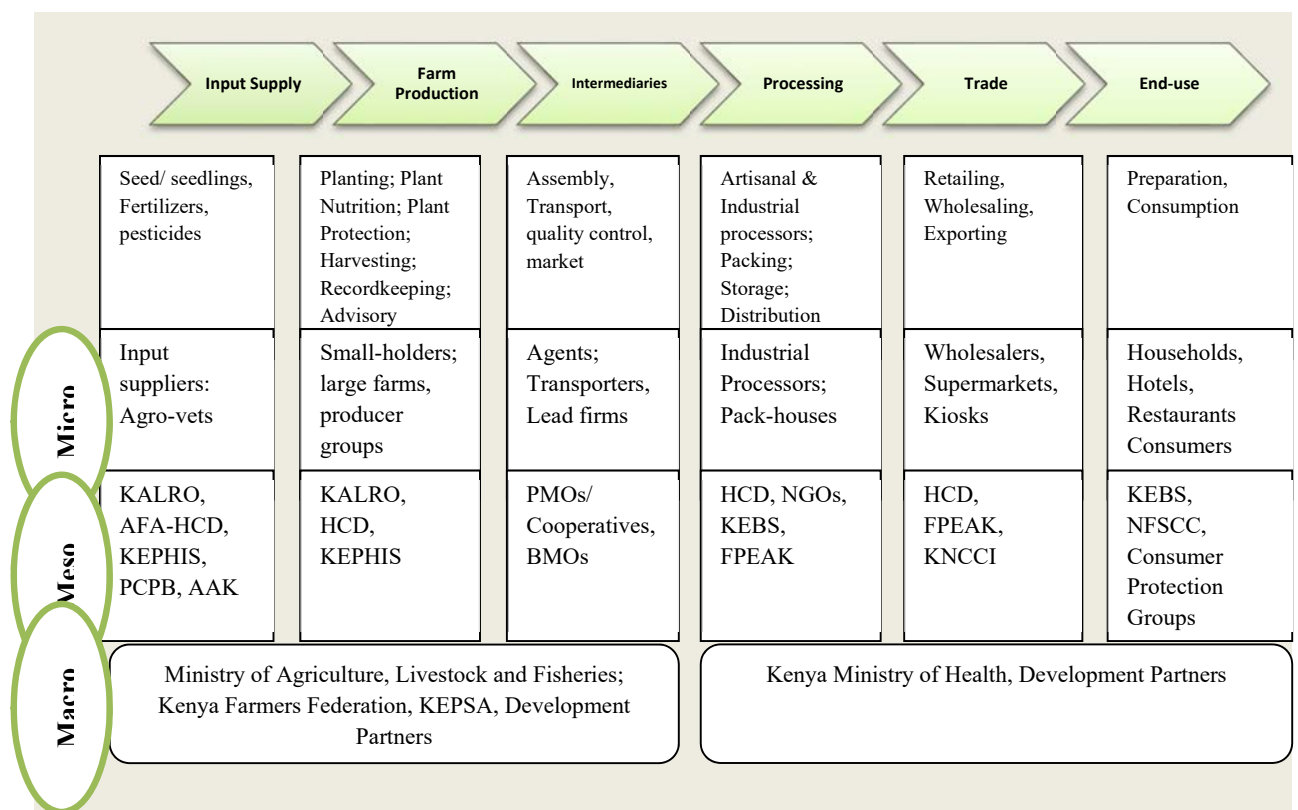 Input Supply
Farm
Production
Intermediaries
Processing
Trade
End-use
Seed/ seedlings,
Fertilizers,
pesticides
Planting; Plant
Nutrition; Plant
Protection;
Harvesting;
Recordkeeping;
Advisory
Assembly,
Transport,
quality control,
market
Artisanal &
Industrial
processors;
Packing;
Storage;
Distribution
Retailing,
Wholesaling,
Exporting
Preparation,
Consumption
Micro
Input
suppliers:
Agro-vets
Small-holders;
large farms,
producer
groups
Agents;
Transporters,
Lead firms
Industrial
Processors;
Pack-houses
Wholesalers,
Supermarkets,
Kiosks
Households,
Hotels,
Restaurants
Consumers
Meso
KALRO,
AFA-HCD,
KEPHIS,
PCPB, AAK
KALRO,
HCD,
KEPHIS
PMOs/
Cooperatives,
BMOs
HCD, NGOs,
KEBS,
FPEAK
HCD,
FPEAK,
KNCCI
KEBS,
NFSCC,
Consumer
Protection
Groups
Macro
Ministry of Agriculture, Livestock and Fisheries;
Kenya Farmers Federation, KEPSA, Development
Partners
Kenya Ministry of Health, Development Partners